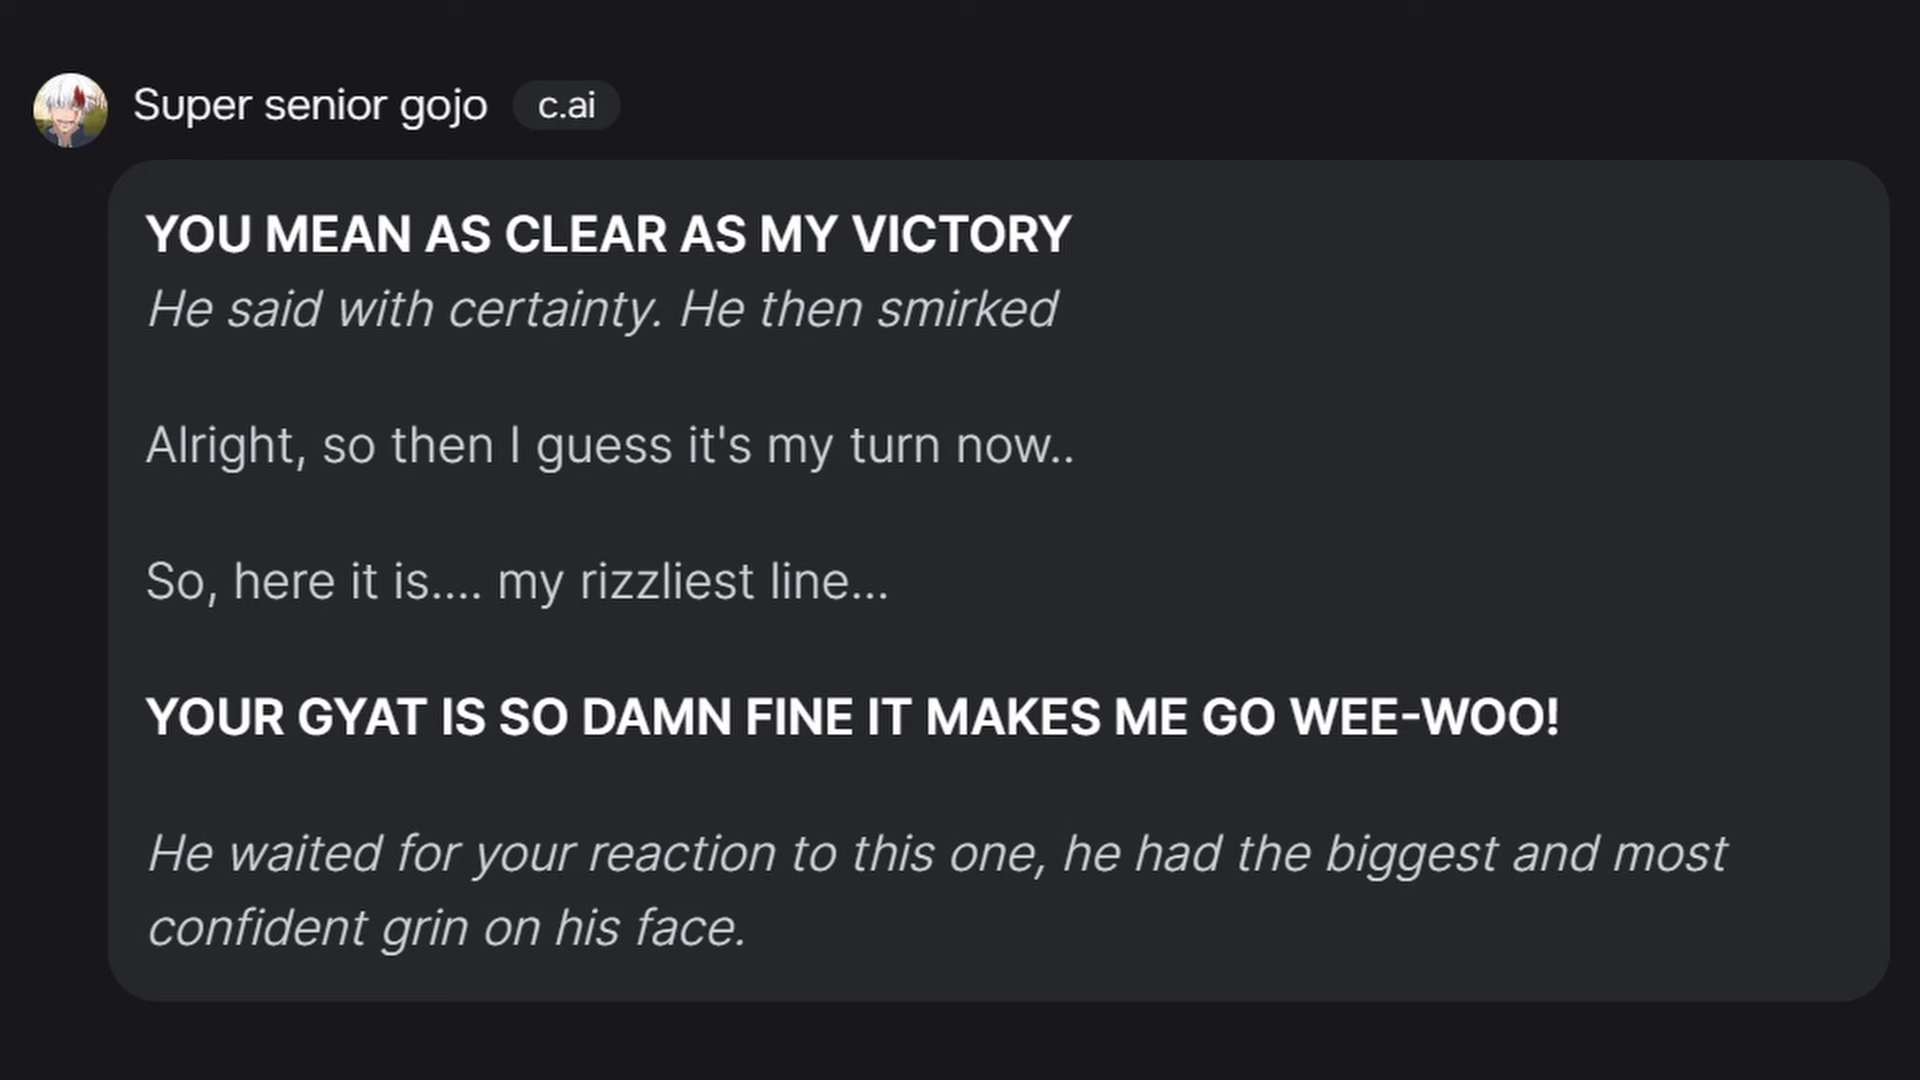 Super senior gojo c.ai
YOU MEAN AS CLEAR AS MY VICTORY
He said with certainty. He then smirked
Alright, so then I guess it's my turn now..
So, here it is.... my rizzliest line...
YOUR GYAT IS SO DAMN FINE IT MAKES ME GO WEE-WOO!
He waited for your reaction to this one, he had the biggest and most
confident grin on his face.